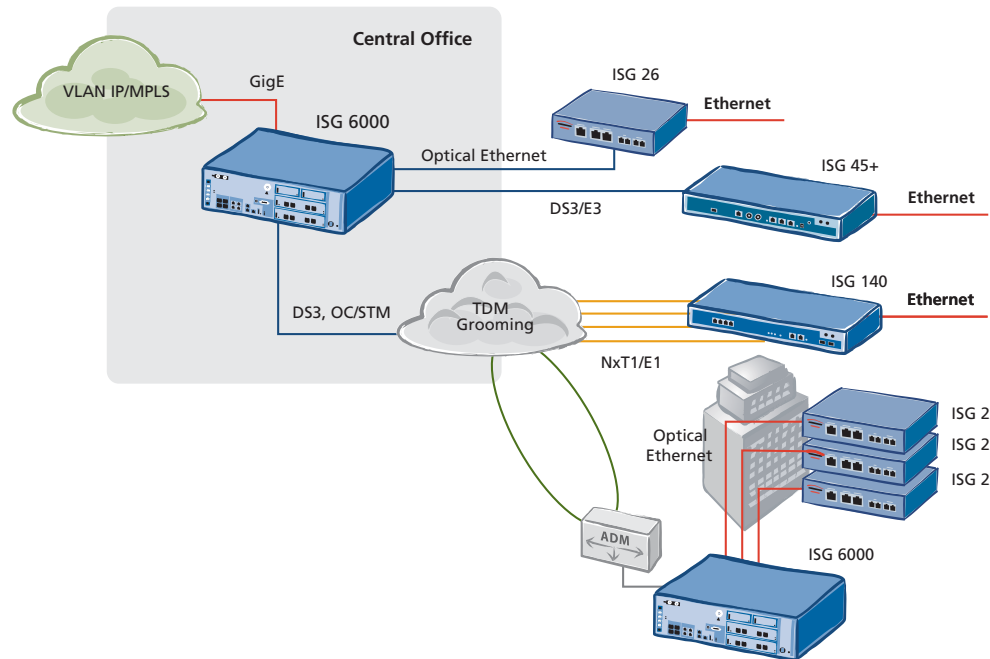 Central Office
VLAN IP/MPLS
GigE
ISG 6000
ISG 26
Ethernet
Optical Ethernet
ISG 45+
Ethernet
DS3/E3
DS3, OC/STM
TDM
Grooming
ISG 140
Ethernet
NxT1/E1
Optical
Ethernet
ISG 2
ISG 2
ISG 2
ADM
ISG 6000